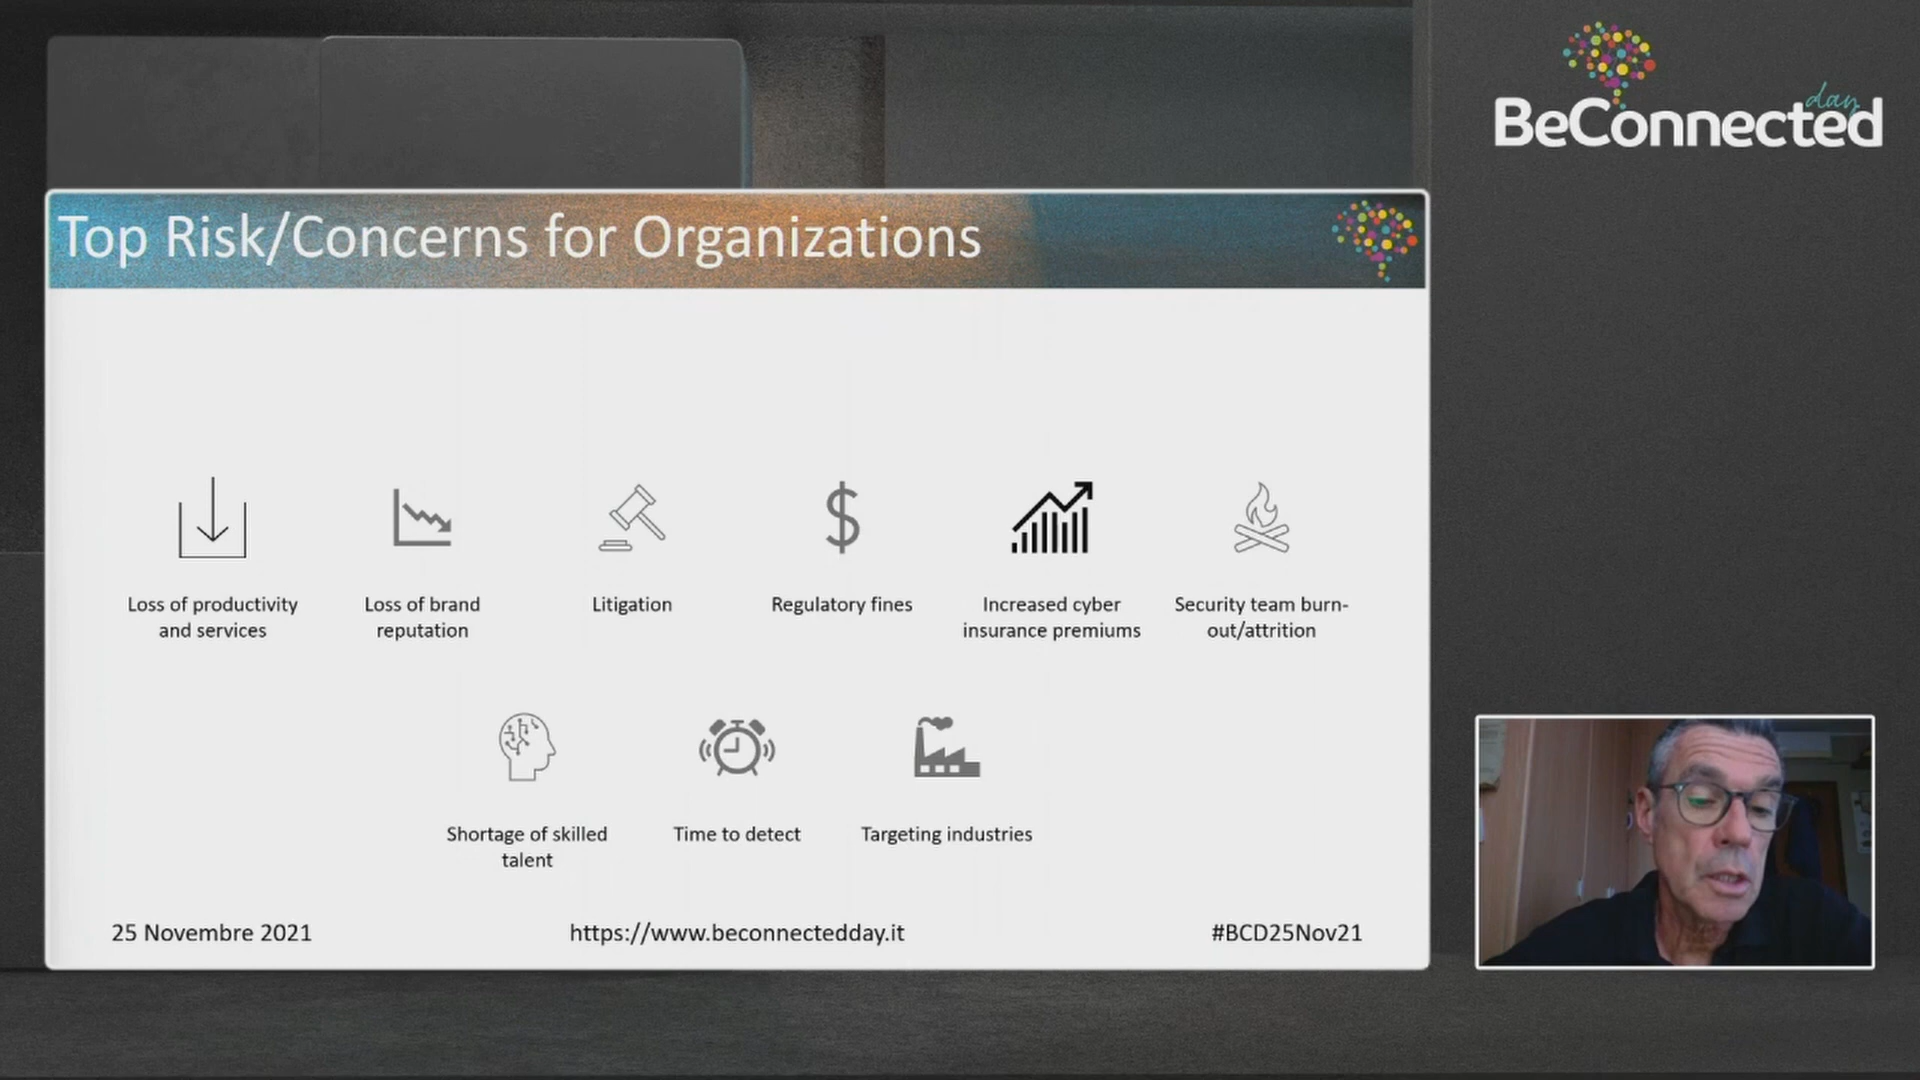 BeConnected
day
Top Risk/Concerns for Organizations
Loss of productivity
and services
Loss of brand
reputation
Litigation
Regulatory fines
Increased cyber
insurance premiums
Security team burn-
out/attrition
Shortage of skilled
talent
Time to detect
Targeting industries
25 Novembre 2021
https://www.beconnectedday.it
#BCD25Nov21